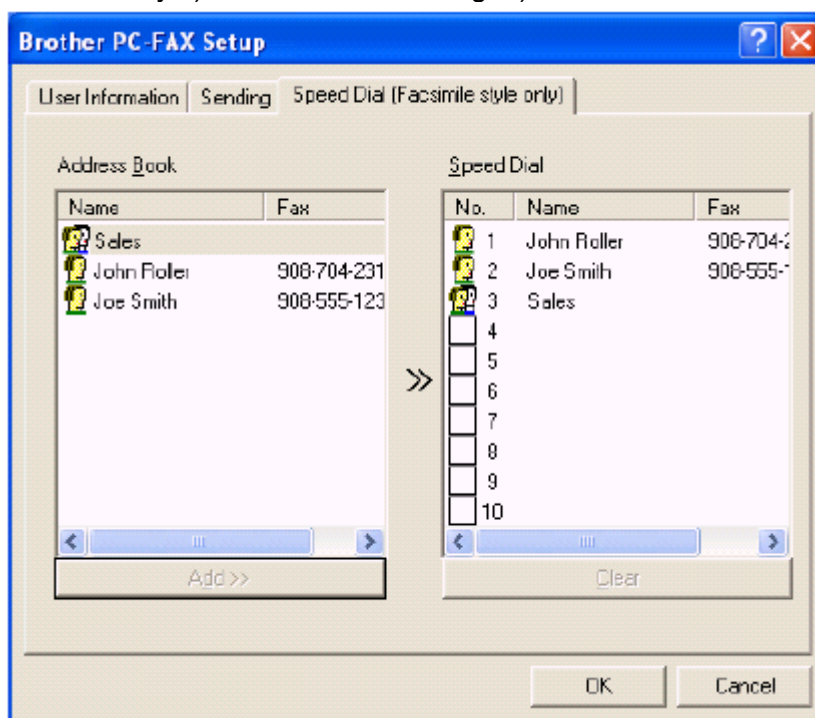 Brother PC-FAX Setup
User Information Sending Speed Dial (Facsimile style only)
Address Book
Name Fax
Sales
John Roller 908-704-231
Joe Smith 908-555-123
Add >>
Speed Dial
No. Name Fax
1 John Roller 908-704-2
2 Joe Smith 908-555-1
3 Sales
4
5
6
7
8
9
10
Clear
OK Cancel